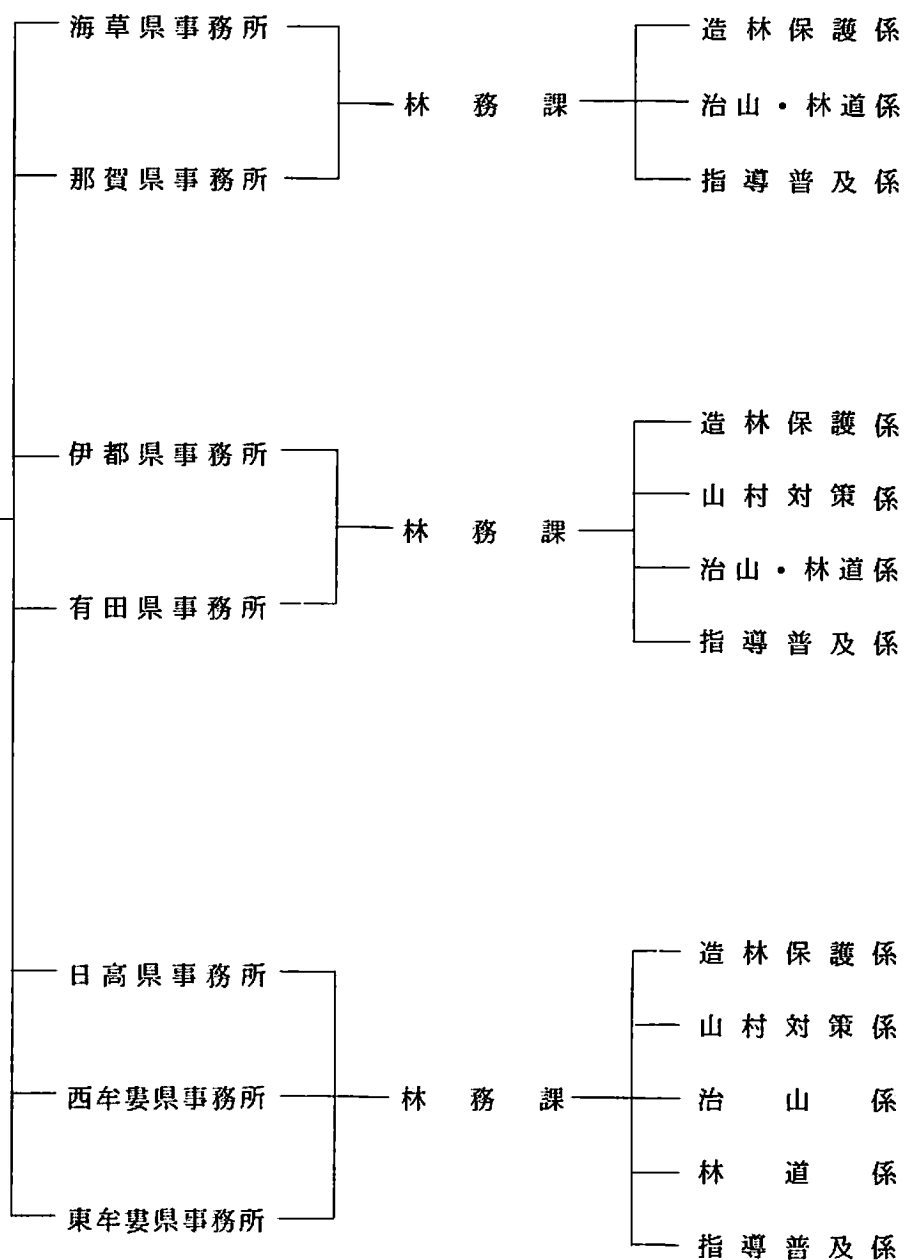 海草県事務所
那賀県事務所
林務課
造林保護係
治山・林道係
指導普及係
伊都県事務所
有田県事務所
林務課
造林保護係
山村対策係
治山・林道係
指導普及係
日高県事務所
西牟婁県事務所
東牟婁県事務所
林務課
造林保護係
山村対策係
治山係
林道係
指導普及係